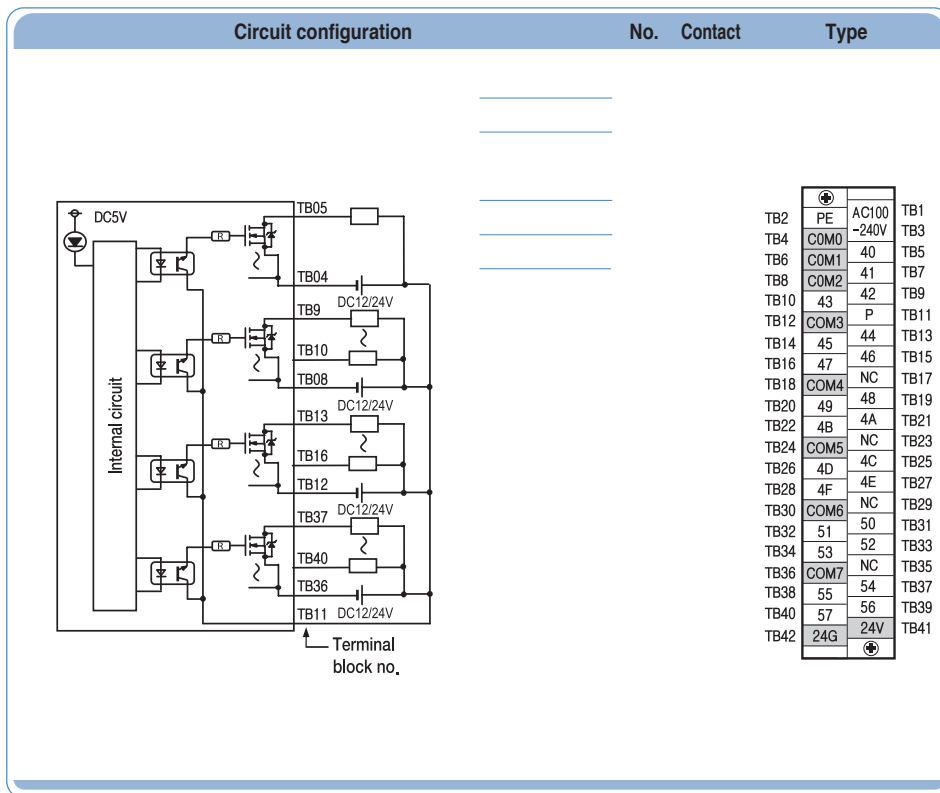 Circuit configuration No. Contact Type
DC5V
Internal circuit
R
R
R
R
TB05
TB04
DC12/24V
TB9
TB10
TB08
DC12/24V
TB13
TB16
TB12
DC12/24V
TB37
TB40
TB36
TB11 DC12/24V
Terminal
block no.
TB2 PE AC100 TB1
-240V TB3
TB4 C0M0
TB6 C0M1 40 TB5
TB8 C0M2 41 TB7
TB10 43 42 TB9
TB12 COM3 P TB11
TB14 45 44 TB13
TB16 47 46 TB15
TB18 COM4 NC TB17
TB20 49 48 TB19
TB22 4B 4A TB21
TB24 COM5 NC TB23
TB26 4D 4C TB25
TB28 4F 4E TB27
TB30 COM6 NC TB29
TB32 51 50 TB31
TB34 53 52 TB33
TB36 COM7 NC TB35
TB38 55 54 TB37
TB40 57 56 TB39
TB42 24G 24V TB41